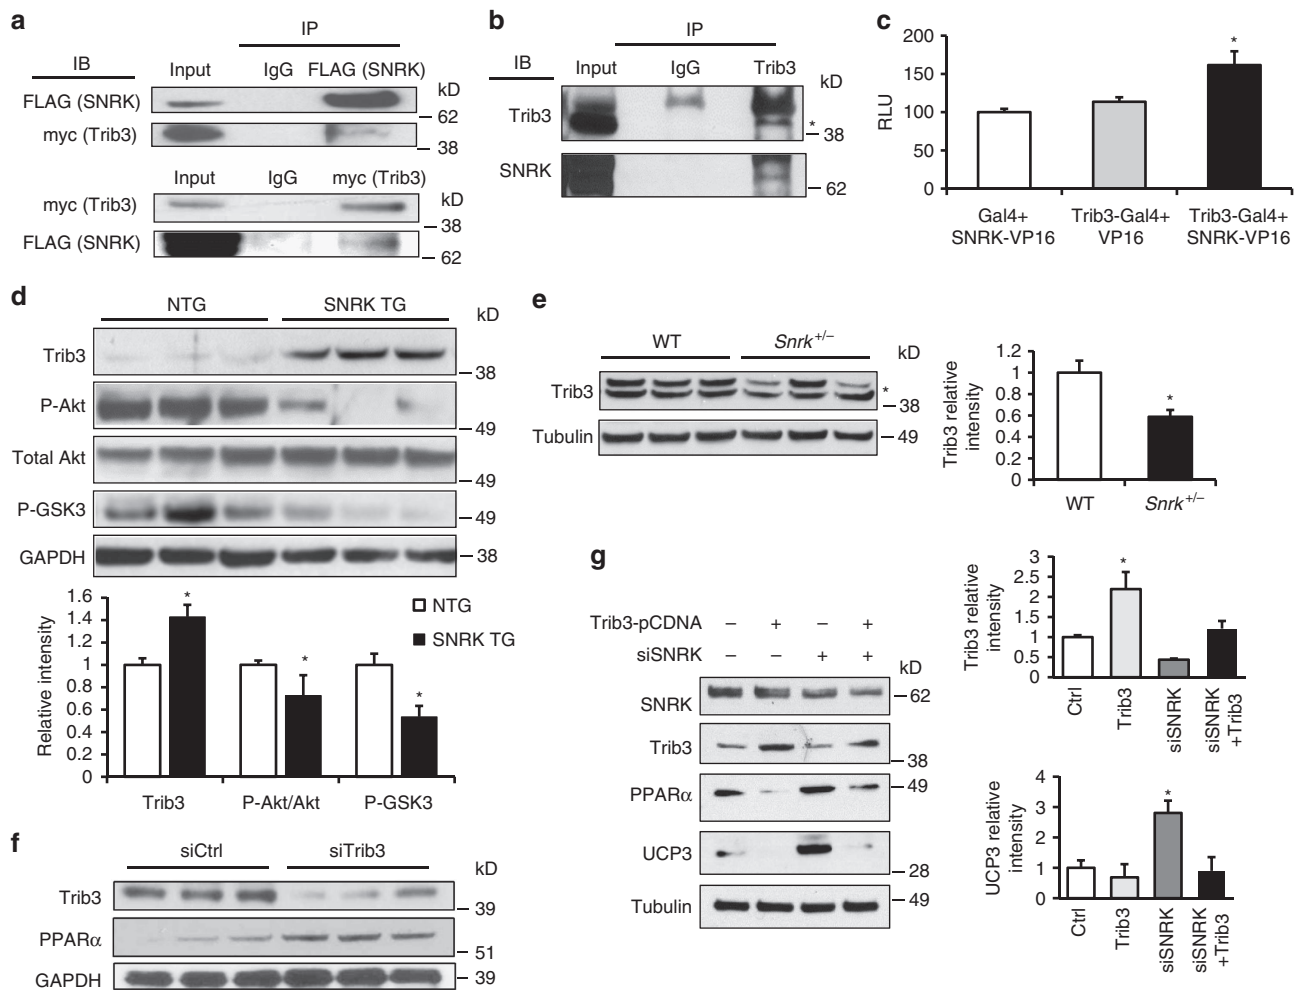 a
IP
IB
Input
IgG
FLAG (SNRK)
kD
FLAG (SNRK)
62
myc (Trib3)
38
Input
IgG
myc (Trib3)
kD
myc (Trib3)
38
FLAG (SNRK)
62
b
IP
IB
Input
IgG
Trib3
kD
Trib3
*
38
SNRK
62
c
200
150
100
50
0
RLU
*
Gal4+
SNRK-VP16
Trib3-Gal4+
VP16
Trib3-Gal4+
SNRK-VP16
d
NTG
SNRK TG
kD
Trib3
38
P-Akt
49
Total Akt
49
P-GSK3
49
GAPDH
38
1.6
1.4
1.2
1
0.8
0.6
0.4
0.2
0
Relative intensity
*
*
*
NTG
SNRK TG
Trib3
P-Akt/Akt
P-GSK3
e
WT
Snrk+/–
kD
Trib3
*
38
Tubulin
49
1.2
1
0.8
0.6
0.4
0.2
0
Trib3 relative
intensity
*
WT
Snrk+/–
f
siCtrl
siTrib3
kD
Trib3
39
PPARα
51
GAPDH
39
g
Trib3-pCDNA – + – +
siSNRK – – + +
kD
SNRK
62
Trib3
38
PPARα
49
UCP3
28
Tubulin
49
3
2.5
2
1.5
1
0.5
0
Trib3 relative
intensity
*
Ctrl
Trib3
siSNRK
siSNRK
+Trib3
4
3
2
1
0
UCP3 relative
intensity
*
Ctrl
Trib3
siSNRK
siSNRK
+Trib3